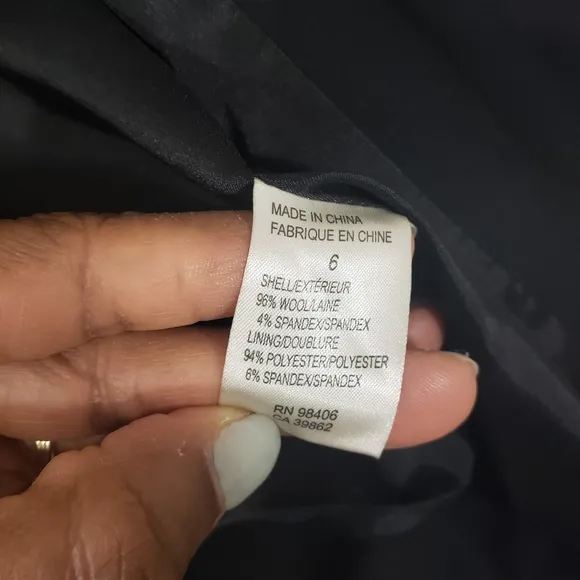 MADE IN CHINA
FABRIQUE EN CHINE
6
SHELL/EXTÉRIEUR
96% WOOL/LAINE
4% SPANDEX/SPANDEX
LINING/DOUBLURE
94% POLYESTER/POLYESTER
6% SPANDEX/SPANDEX
RN 98406
CA 39862